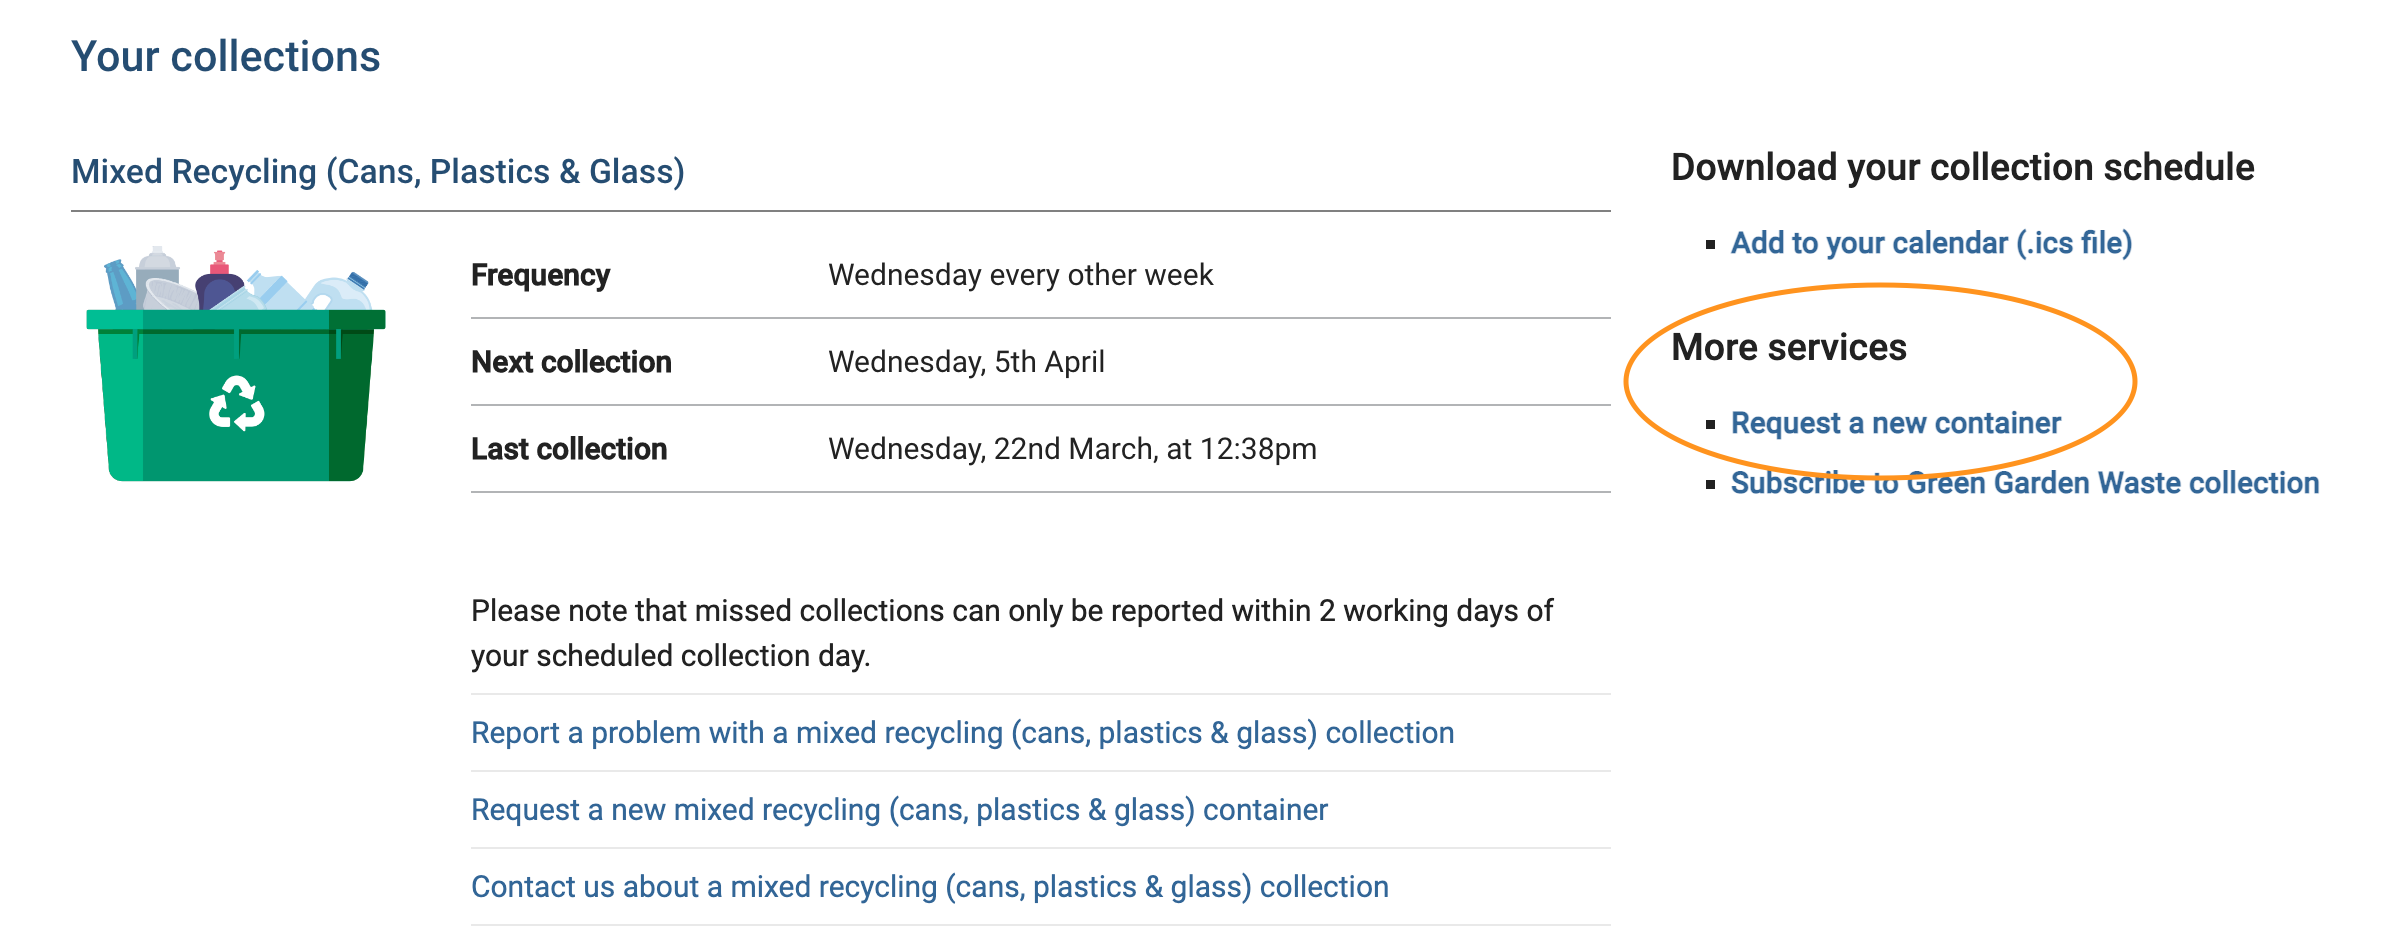 Your collections
Mixed Recycling (Cans, Plastics & Glass)
Frequency Wednesday every other week
Next collection Wednesday, 5th April
Last collection Wednesday, 22nd March, at 12:38pm
Please note that missed collections can only be reported within 2 working days of
your scheduled collection day.
Report a problem with a mixed recycling (cans, plastics & glass) collection
Request a new mixed recycling (cans, plastics & glass) container
Contact us about a mixed recycling (cans, plastics & glass) collection
Download your collection schedule
Add to your calendar (.ics file)
More services
Request a new container
Subscribe to Green Garden Waste collection